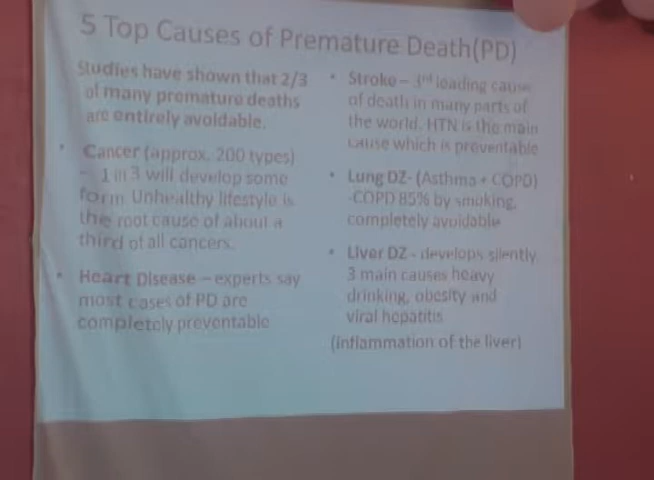 5 Top Causes of Premature Death(PD)
Studies have shown that 2/3
of many premature deaths
are entirely avoidable.
• Cancer (approx. 200 types)
– 1 in 3 will develop some
form. Unhealthy lifestyle is
the root cause of about a
third of all cancers.
• Heart Disease – experts say
most cases of PD are
completely preventable
• Stroke – 3rd leading cause
of death in many parts of
the world. HTN is the main
cause which is preventable
• Lung DZ- (Asthma + COPD)
-COPD 85% by smoking,
completely avoidable
• Liver DZ - develops silently.
3 main causes heavy
drinking, obesity and
viral hepatitis
(inflammation of the liver)